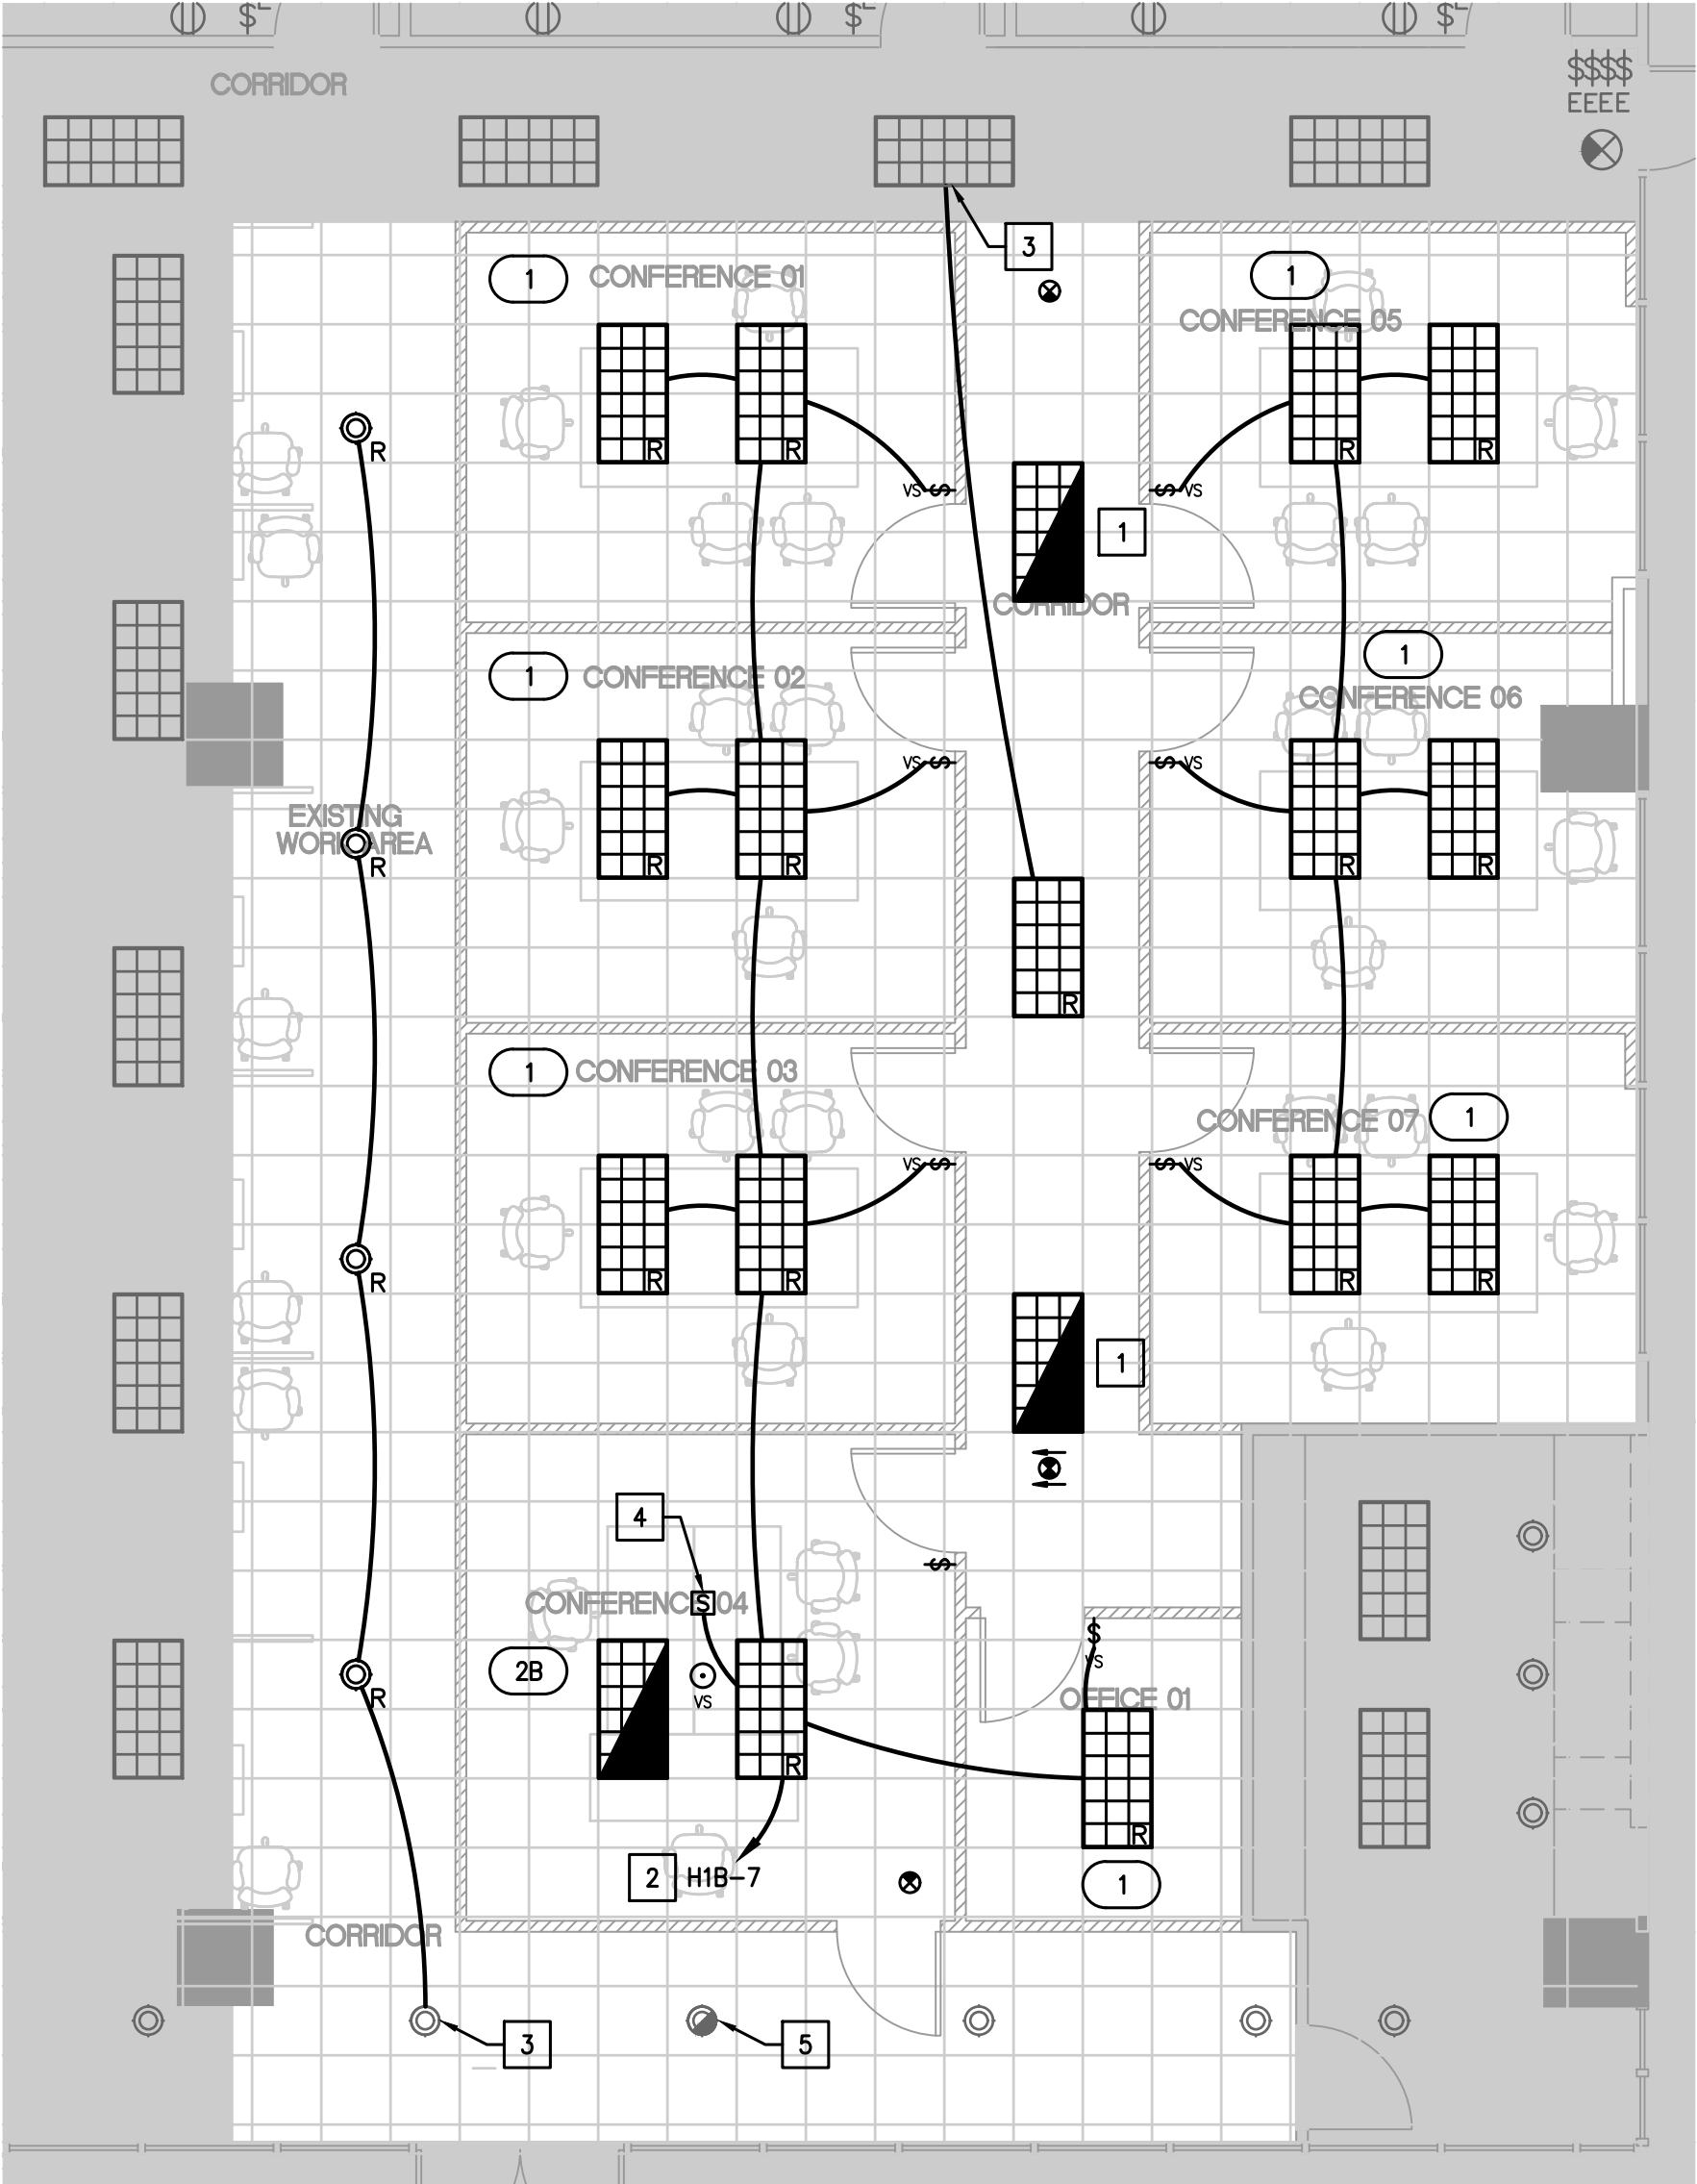 $L
$L
$L
CORRIDOR
$$$$
EEEE
3
1
CONFERENCE 01
1
CONFERENCE 05
R
R
R
R
R
VS $
$ VS
1
CORRIDOR
1
CONFERENCE 02
1
CONFERENCE 06
VS $
$ VS
EXISTING
WORK AREA
R
R
R
R
R
R
1
CONFERENCE 03
CONFERENCE 07
1
VS $
$ VS
R
R
R
R
R
1
4
$
S
CONFERENCE 04
$
VS
2B
VS
OFFICE 01
R
R
R
2
H1B-7
1
CORRIDOR
3
5